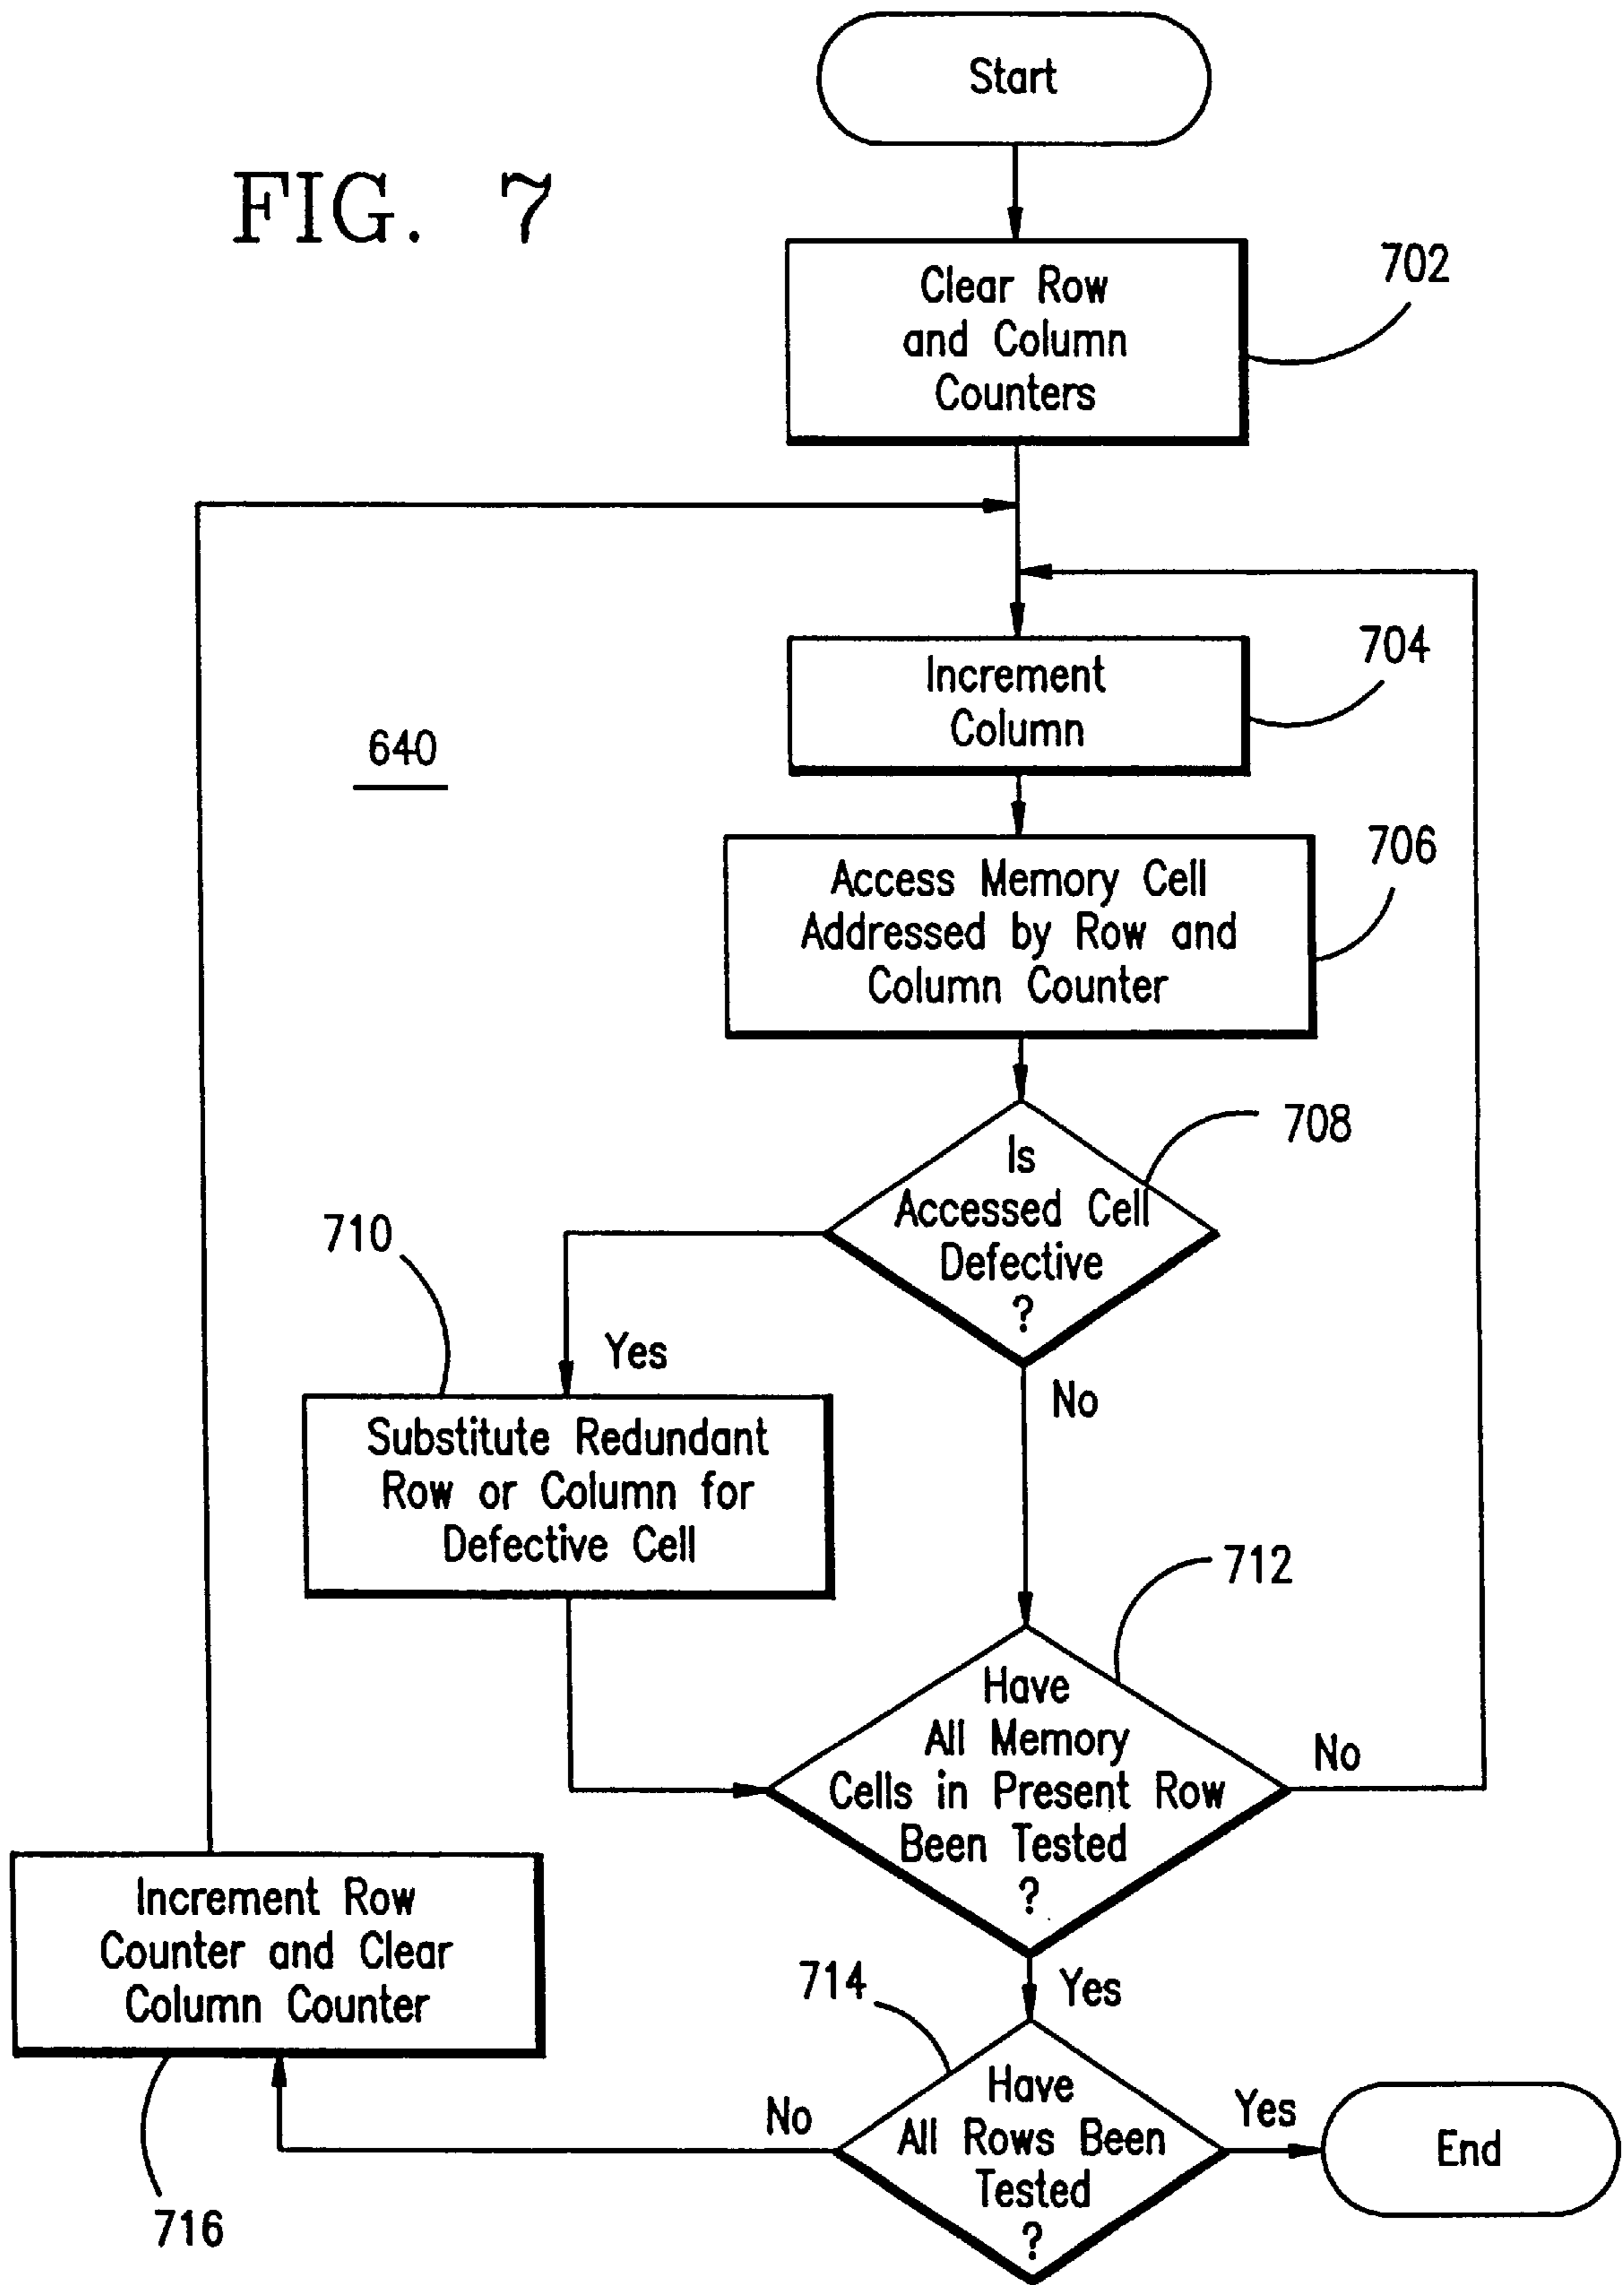 Start
FIG. 7
702
Clear Row
and Column
Counters
704
Increment
Column
640
706
Access Memory Cell
Addressed by Row and
Column Counter
708
Is
Accessed Cell
Defective
?
710
Yes
No
Substitute Redundant
Row or Column for
Defective Cell
712
Have
All Memory
Cells in Present Row
Been Tested
?
No
Increment Row
Counter and Clear
Column Counter
714
Yes
Have
All Rows Been
Tested
?
No
Yes
End
716